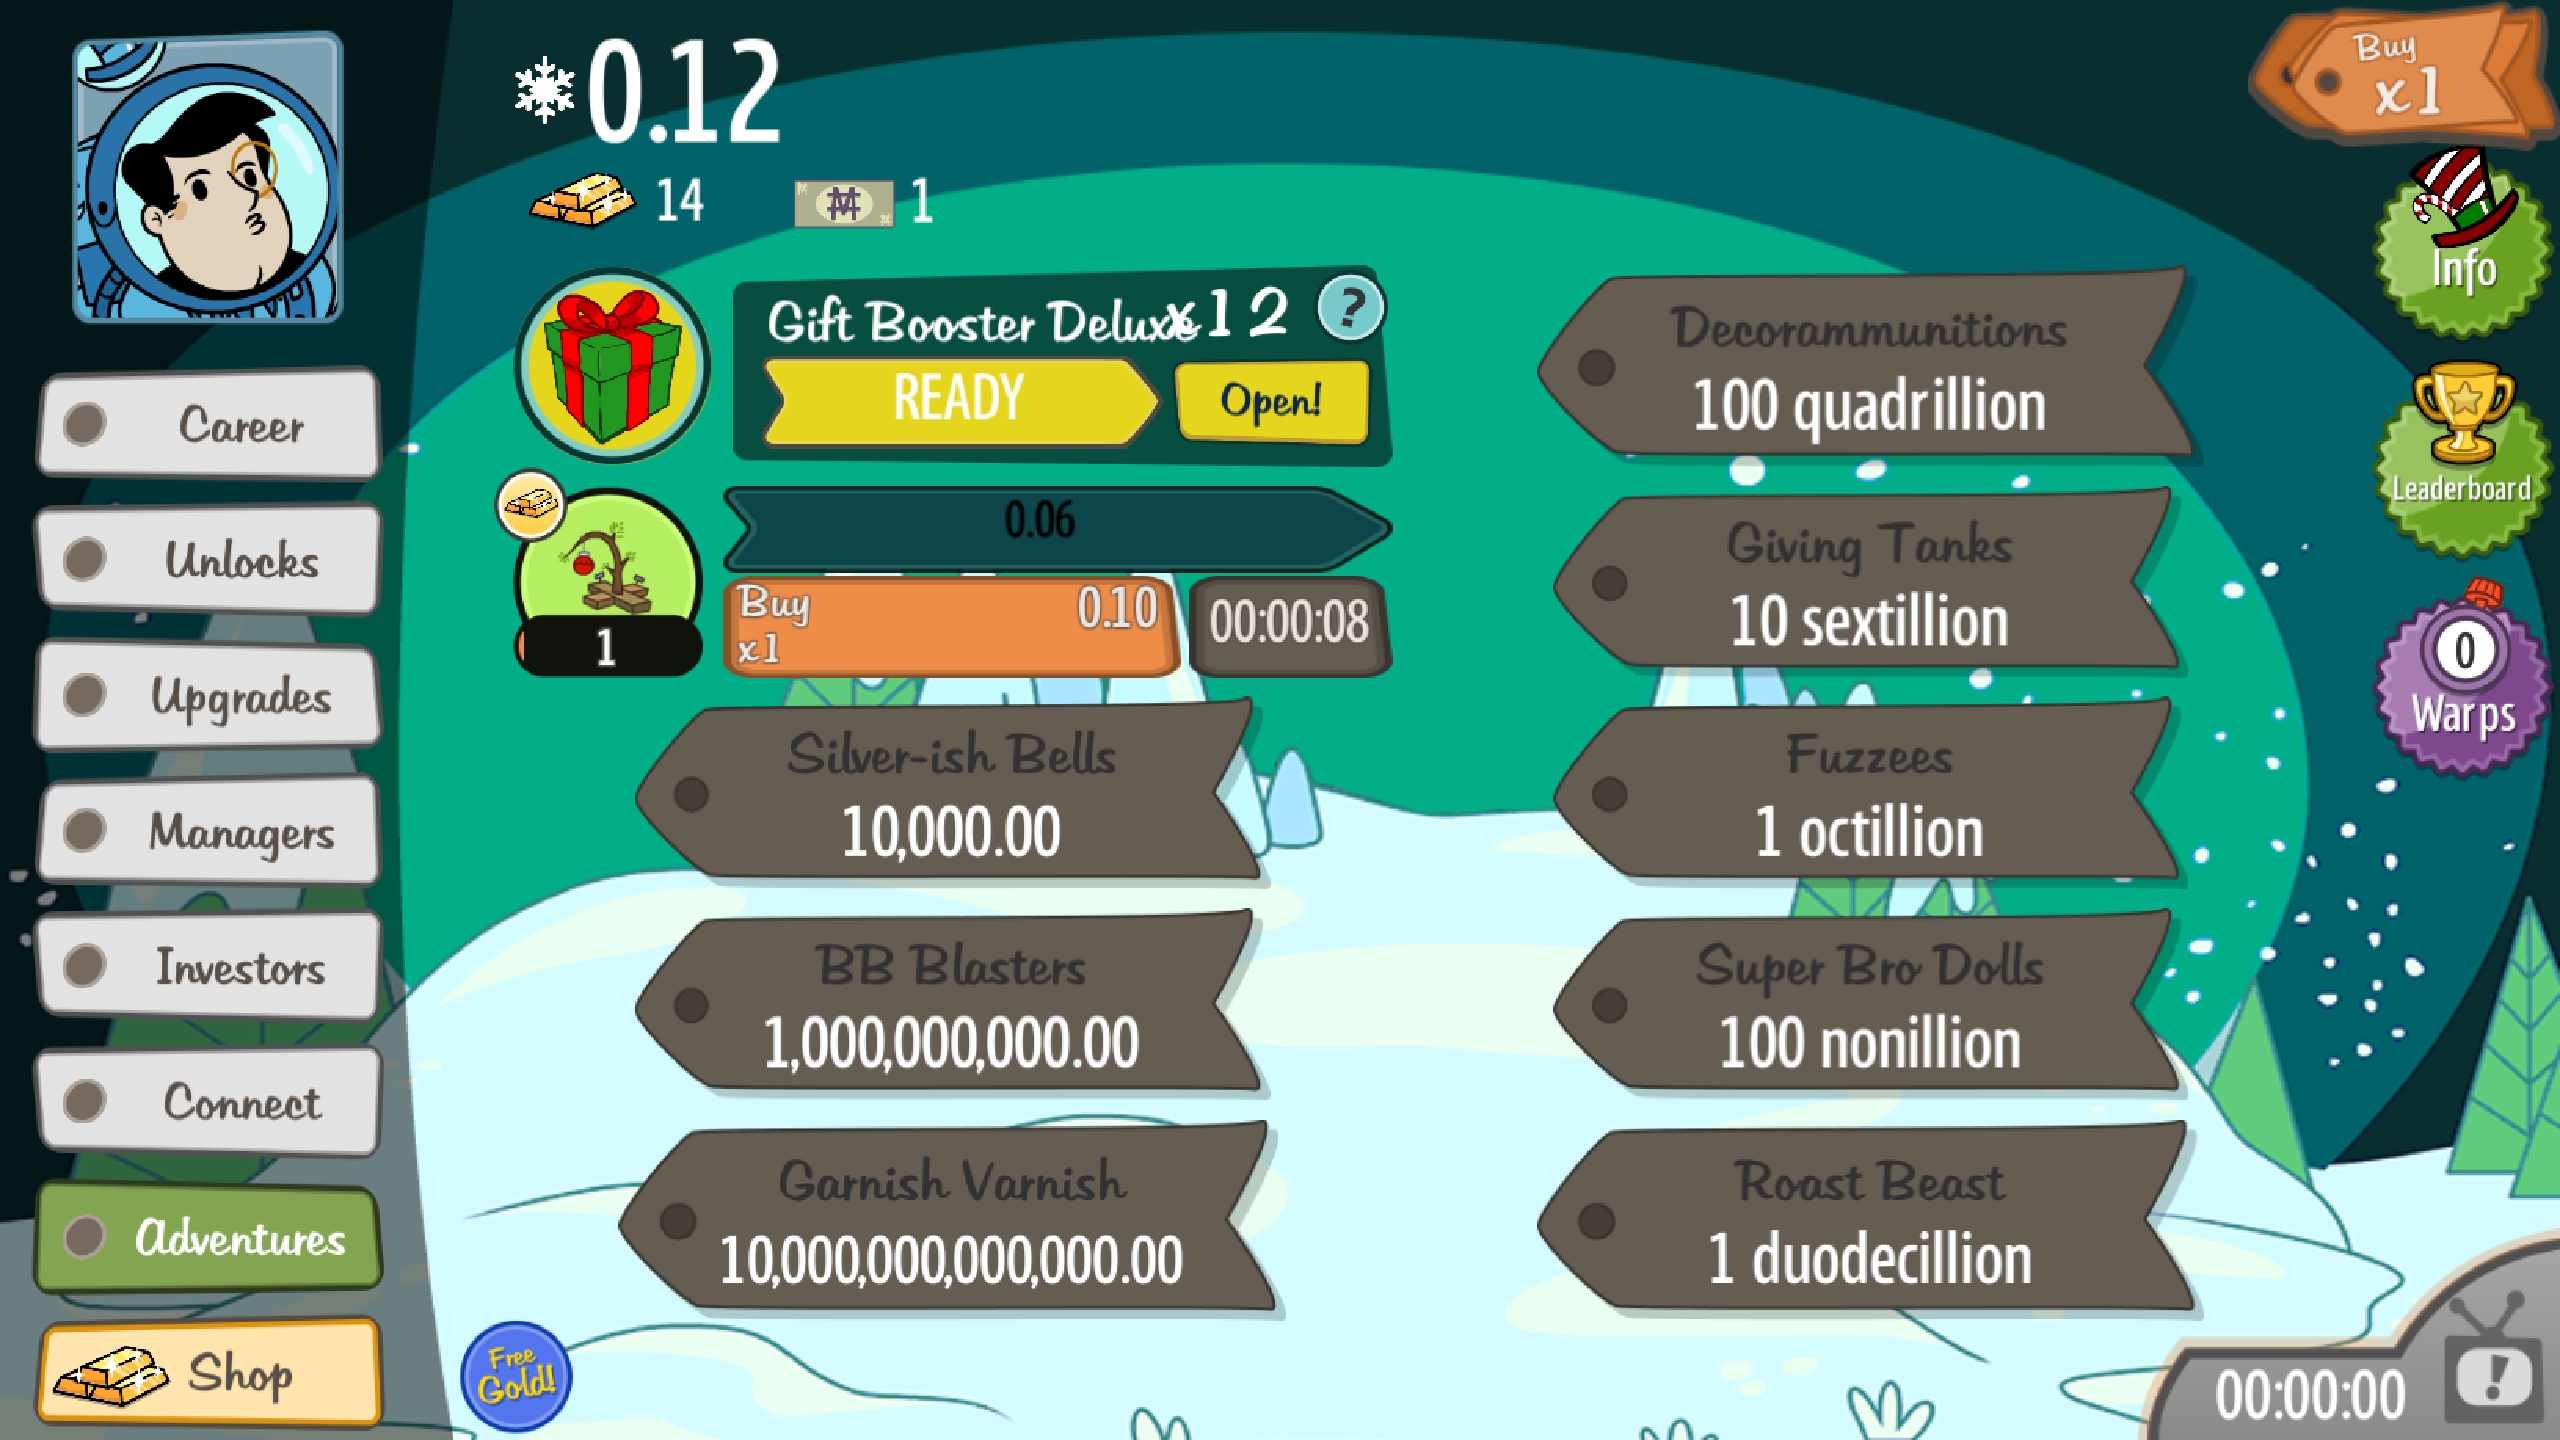 0.12
14
1
Buy
x1
Info
Leaderboard
0
Warps
Career
Unlocks
Upgrades
Managers
Investors
Connect
Adventures
Shop
Gift Booster Deluxe x12
?
READY
Open!
0.06
1
Buy
x1
0.10
00:00:08
Silver-ish Bells
10,000.00
BB Blasters
1,000,000,000.00
Garnish Varnish
10,000,000,000,000.00
Decorammunitions
100 quadrillion
Giving Tanks
10 sextillion
Fuzzees
1 octillion
Super Bro Dolls
100 nonillion
Roast Beast
1 duodecillion
Free
Gold!
00:00:00
!